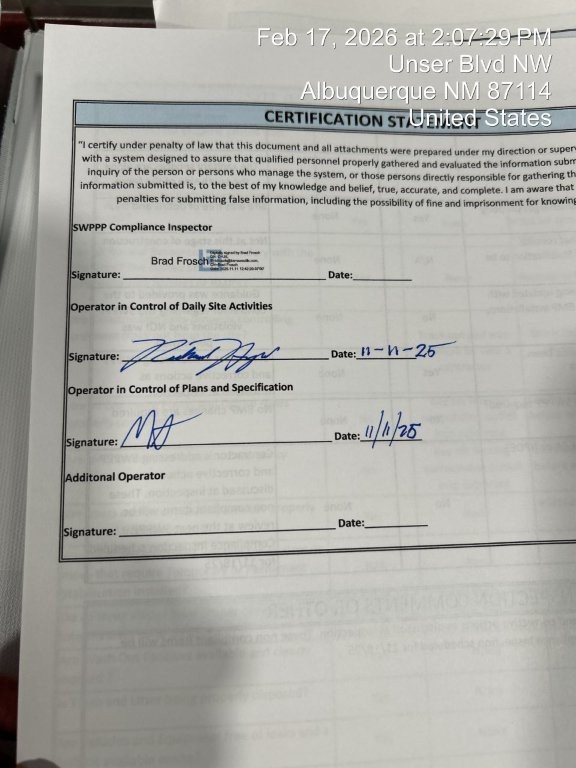 Feb 17, 2026 at 2:07:29 PM
Unser Blvd NW
Albuquerque NM 87114
United States
CERTIFICATION STATEMENT
"I certify under penalty of law that this document and all attachments were prepared under my direction or super
with a system designed to assure that qualified personnel properly gathered and evaluated the information subm
inquiry of the person or persons who manage the system, or those persons directly responsible for gathering th
information submitted is, to the best of my knowledge and belief, true, accurate, and complete. I am aware that
penalties for submitting false information, including the possibility of fine and imprisonment for knowing
SWPPP Compliance Inspector
Signature: Brad Frosch Date:
Operator in Control of Daily Site Activities
Signature: Date: 11-11-25
Operator in Control of Plans and Specification
Signature: Date: 11/11/25
Additonal Operator
Signature: Date: